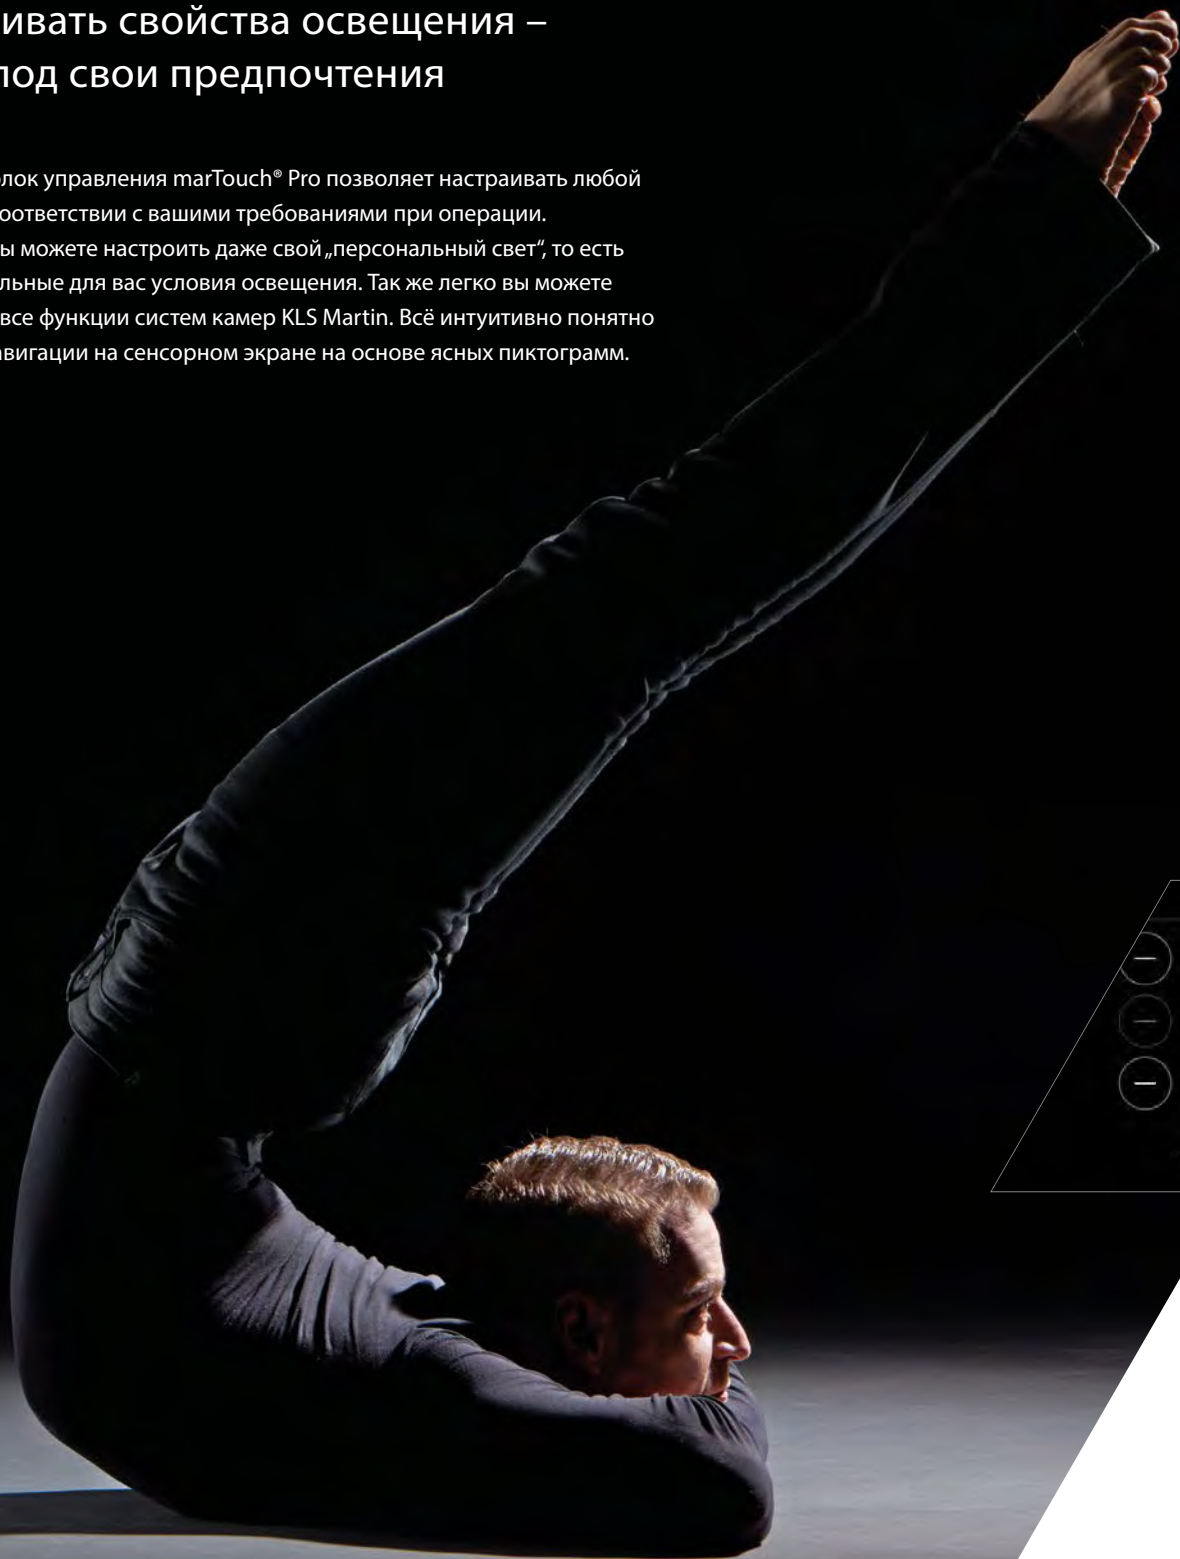 ивать свойства освещения –
под свои предпочтения
лок управления marTouch® Pro позволяет настраивать любой
соответствии с вашими требованиями при операции.
ы можете настроить даже свой „персональный свет“, то есть
льные для вас условия освещения. Так же легко вы можете
все функции систем камер KLS Martin. Всё интуитивно понятно
авигации на сенсорном экране на основе ясных пиктограмм.